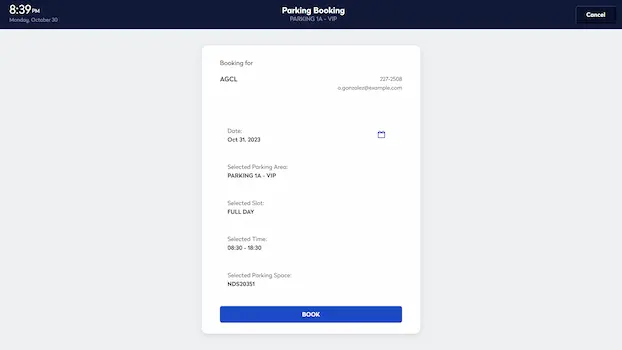 8:39 PM
Monday, October 30
Parking Booking
PARKING 1A - VIP
Cancel
Booking for
AGCL
227-2508
o.gonzalez@example.com
Date:
Oct 31, 2023
Selected Parking Area:
PARKING 1A - VIP
Selected Slot:
FULL DAY
Selected Time:
08:30 - 18:30
Selected Parking Space:
NDS20351
BOOK